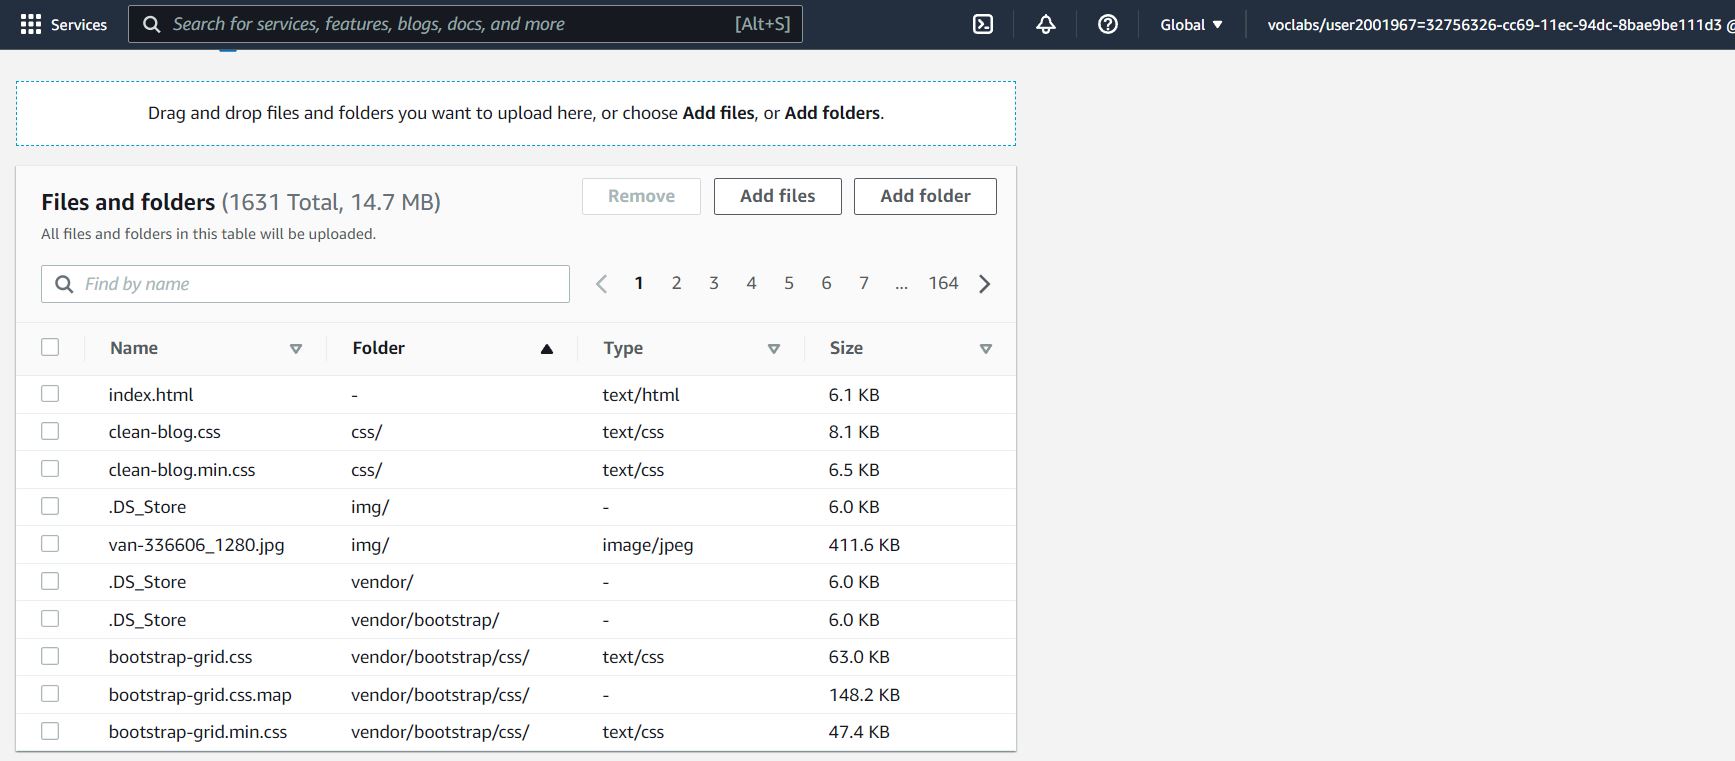 Services Search for services, features, blogs, docs, and more [Alt+S] Global voclabs/user2001967=32756326-cc69-11ec-94dc-8bae9be111d3 @
Drag and drop files and folders you want to upload here, or choose Add files, or Add folders.
Files and folders (1631 Total, 14.7 MB) Remove Add files Add folder
All files and folders in this table will be uploaded.
Find by name 1 2 3 4 5 6 7 ... 164
Name Folder Type Size
index.html - text/html 6.1 KB
clean-blog.css css/ text/css 8.1 KB
clean-blog.min.css css/ text/css 6.5 KB
.DS_Store img/ - 6.0 KB
van-336606_1280.jpg img/ image/jpeg 411.6 KB
.DS_Store vendor/ - 6.0 KB
.DS_Store vendor/bootstrap/ - 6.0 KB
bootstrap-grid.css vendor/bootstrap/css/ text/css 63.0 KB
bootstrap-grid.css.map vendor/bootstrap/css/ - 148.2 KB
bootstrap-grid.min.css vendor/bootstrap/css/ text/css 47.4 KB